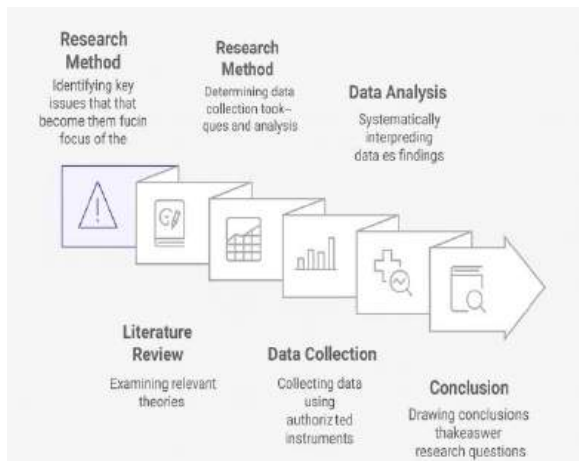 Research
Method
Identifying key
issues that that
become them fucin
focus of the
Literature
Review
Examining relevant
theories
Research
Method
Determining data
collection took–
ques and analysis
Data Collection
Collecting data
using
authorizted
instruments
Data Analysis
Systematically
interpreding
data es findings
Conclusion
Drawing conclusions
thakeaswer
research questions